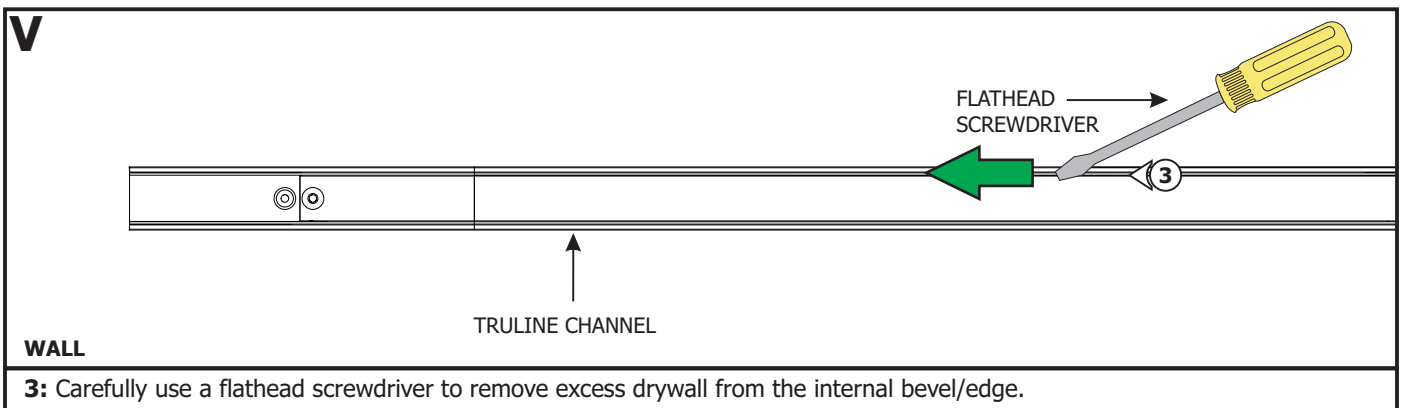 V
FLATHEAD
SCREWDRIVER
3
TRULINE CHANNEL
WALL
3: Carefully use a flathead screwdriver to remove excess drywall from the internal bevel/edge.